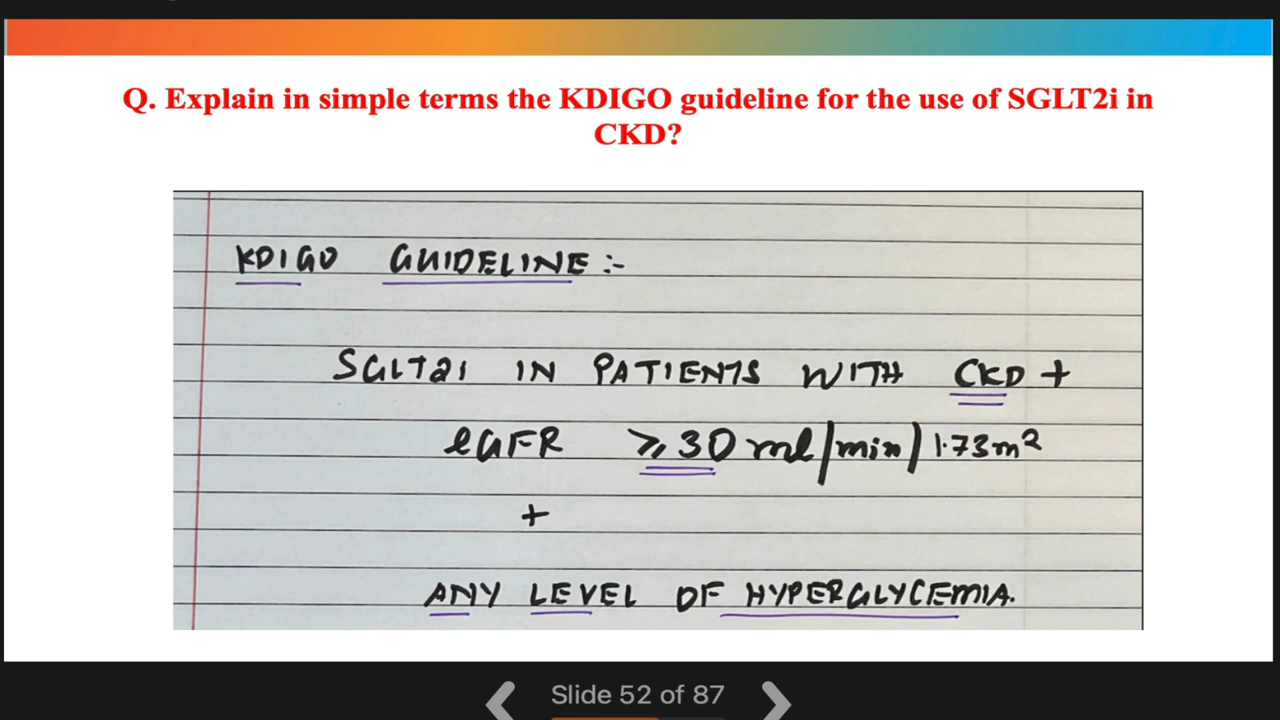 Q. Explain in simple terms the KDIGO guideline for the use of SGLT2i in
CKD?
KDIGO GUIDELINE :-
SGLT2i IN PATIENTS WITH CKD +
eGFR ≥30 ml/min/1.73m²
+
ANY LEVEL OF HYPERGLYCEMIA.
Slide 52 of 87